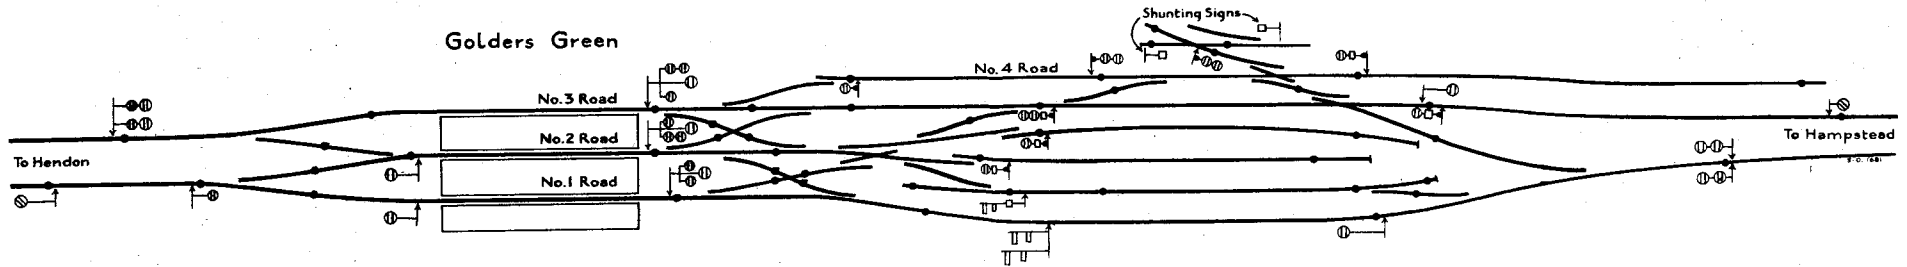 Shunting Signs
Golders Green
No.4 Road
No.3 Road
No.2 Road
To Hendon
To Hampstead
No.1 Road